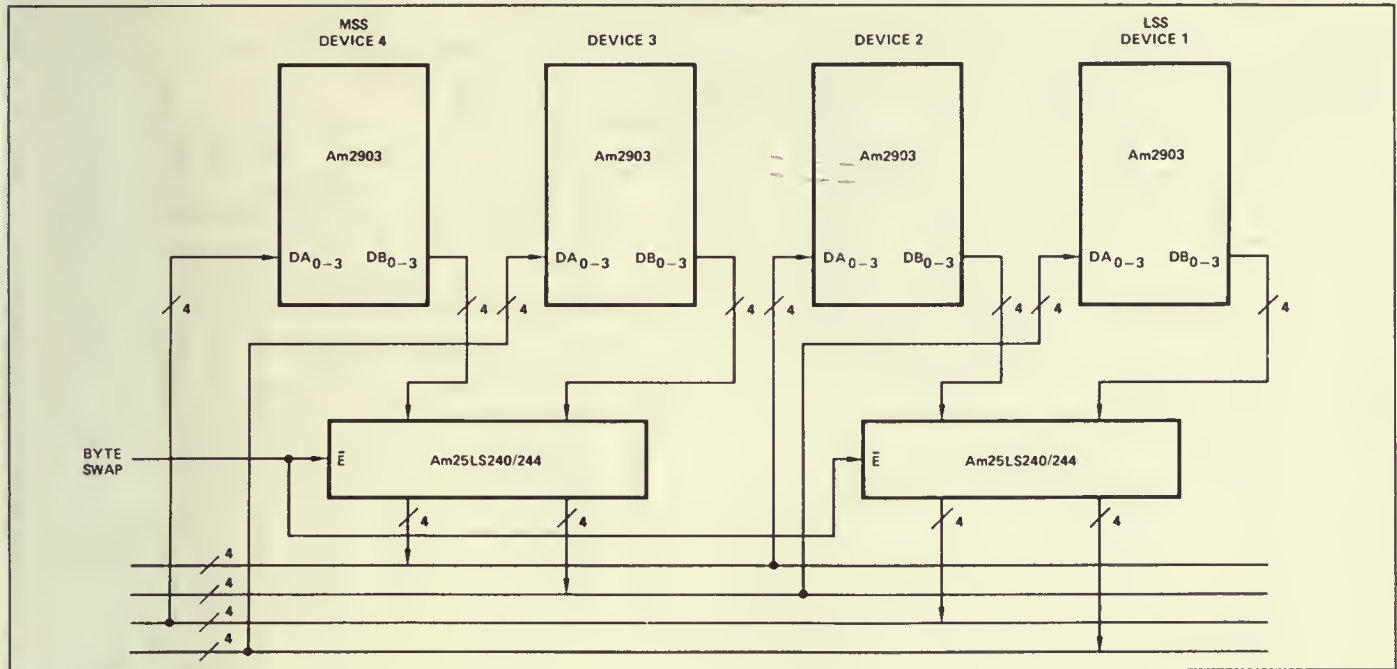 MSS
DEVICE 4
DEVICE 3
DEVICE 2
LSS
DEVICE 1
Am2903
Am2903
Am2903
Am2903
DA0–3 DB0–3
DA0–3 DB0–3
DA0–3 DB0–3
DA0–3 DB0–3
4
4
4
4
4
4
4
4
BYTE
SWAP
E̅
Am25LS240/244
E̅
Am25LS240/244
4
4
4
4
4
4
4
4